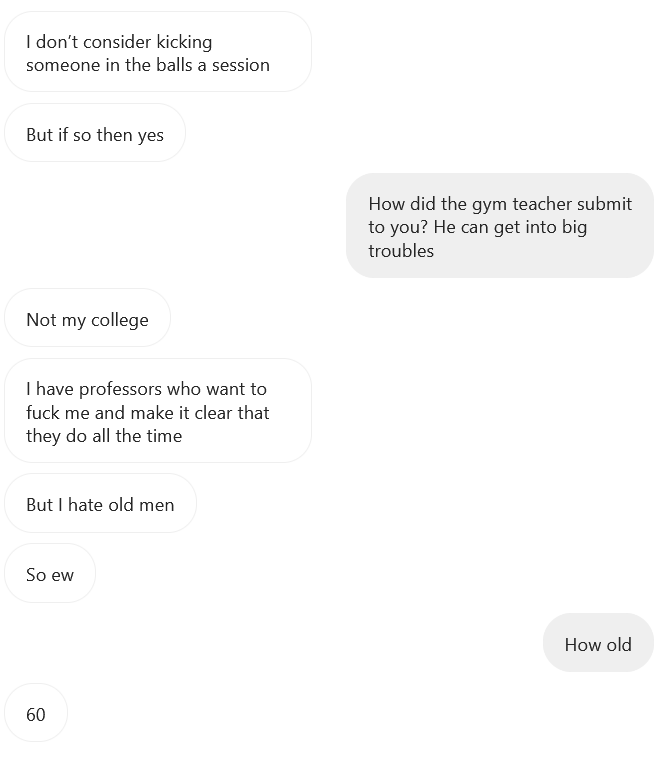 I don’t consider kicking
someone in the balls a session
But if so then yes
How did the gym teacher submit
to you? He can get into big
troubles
Not my college
I have professors who want to
fuck me and make it clear that
they do all the time
But I hate old men
So ew
How old
60